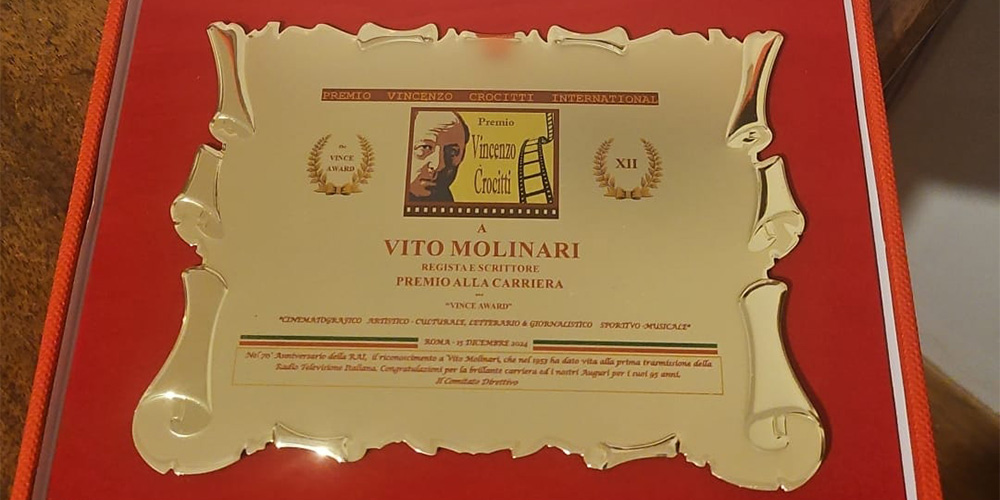 PREMIO VINCENZO CROCITTI INTERNATIONAL
the
VINCE
AWARD
Premio
Vincenzo
Crocitti
XII
A
VITO MOLINARI
REGISTA E SCRITTORE
PREMIO ALLA CARRIERA
"VINCE AWARD"
"CINEMATOGRAFICO ARTISTICO - CULTURALE, LETTERARIO & GIORNALISTICO SPORTIVO -MUSICALE"
ROMA - 15 DICEMBRE 2024
Nel 70° Anniversario della RAI, il riconoscimento a Vito Molinari, che nel 1953 ha dato vita alla prima trasmissione della
Radio Televisione Italiana. Congratulazioni per la brillante carriera ed i nostri Auguri per i suoi 95 anni.
Il Comitato Direttivo